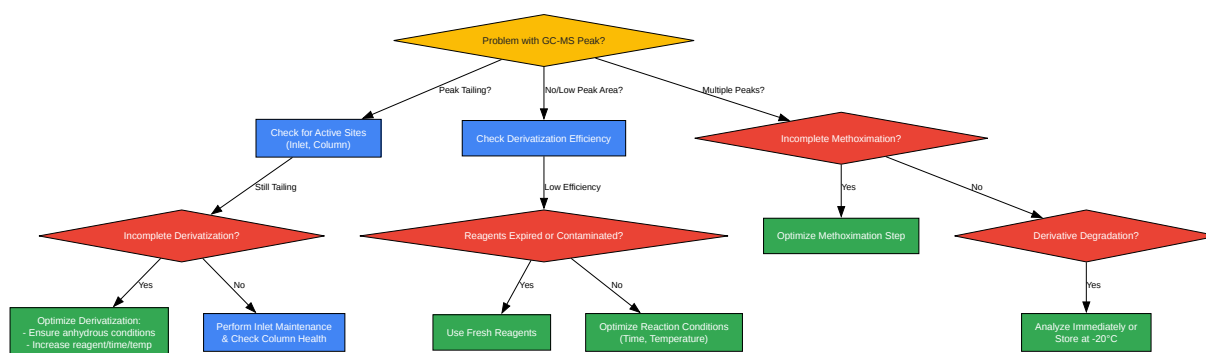 Problem with GC-MS Peak?
Peak Tailing?
No/Low Peak Area?
Multiple Peaks?
Check for Active Sites
(Inlet, Column)
Check Derivatization Efficiency
Incomplete Methoximation?
Still Tailing
Low Efficiency
Yes
No
Incomplete Derivatization?
Reagents Expired or Contaminated?
Optimize Methoximation Step
Derivative Degradation?
Yes
No
Yes
No
Yes
Optimize Derivatization:
- Ensure anhydrous conditions
- Increase reagent/time/temp
Perform Inlet Maintenance
& Check Column Health
Use Fresh Reagents
Optimize Reaction Conditions
(Time, Temperature)
Analyze Immediately or
Store at -20°C